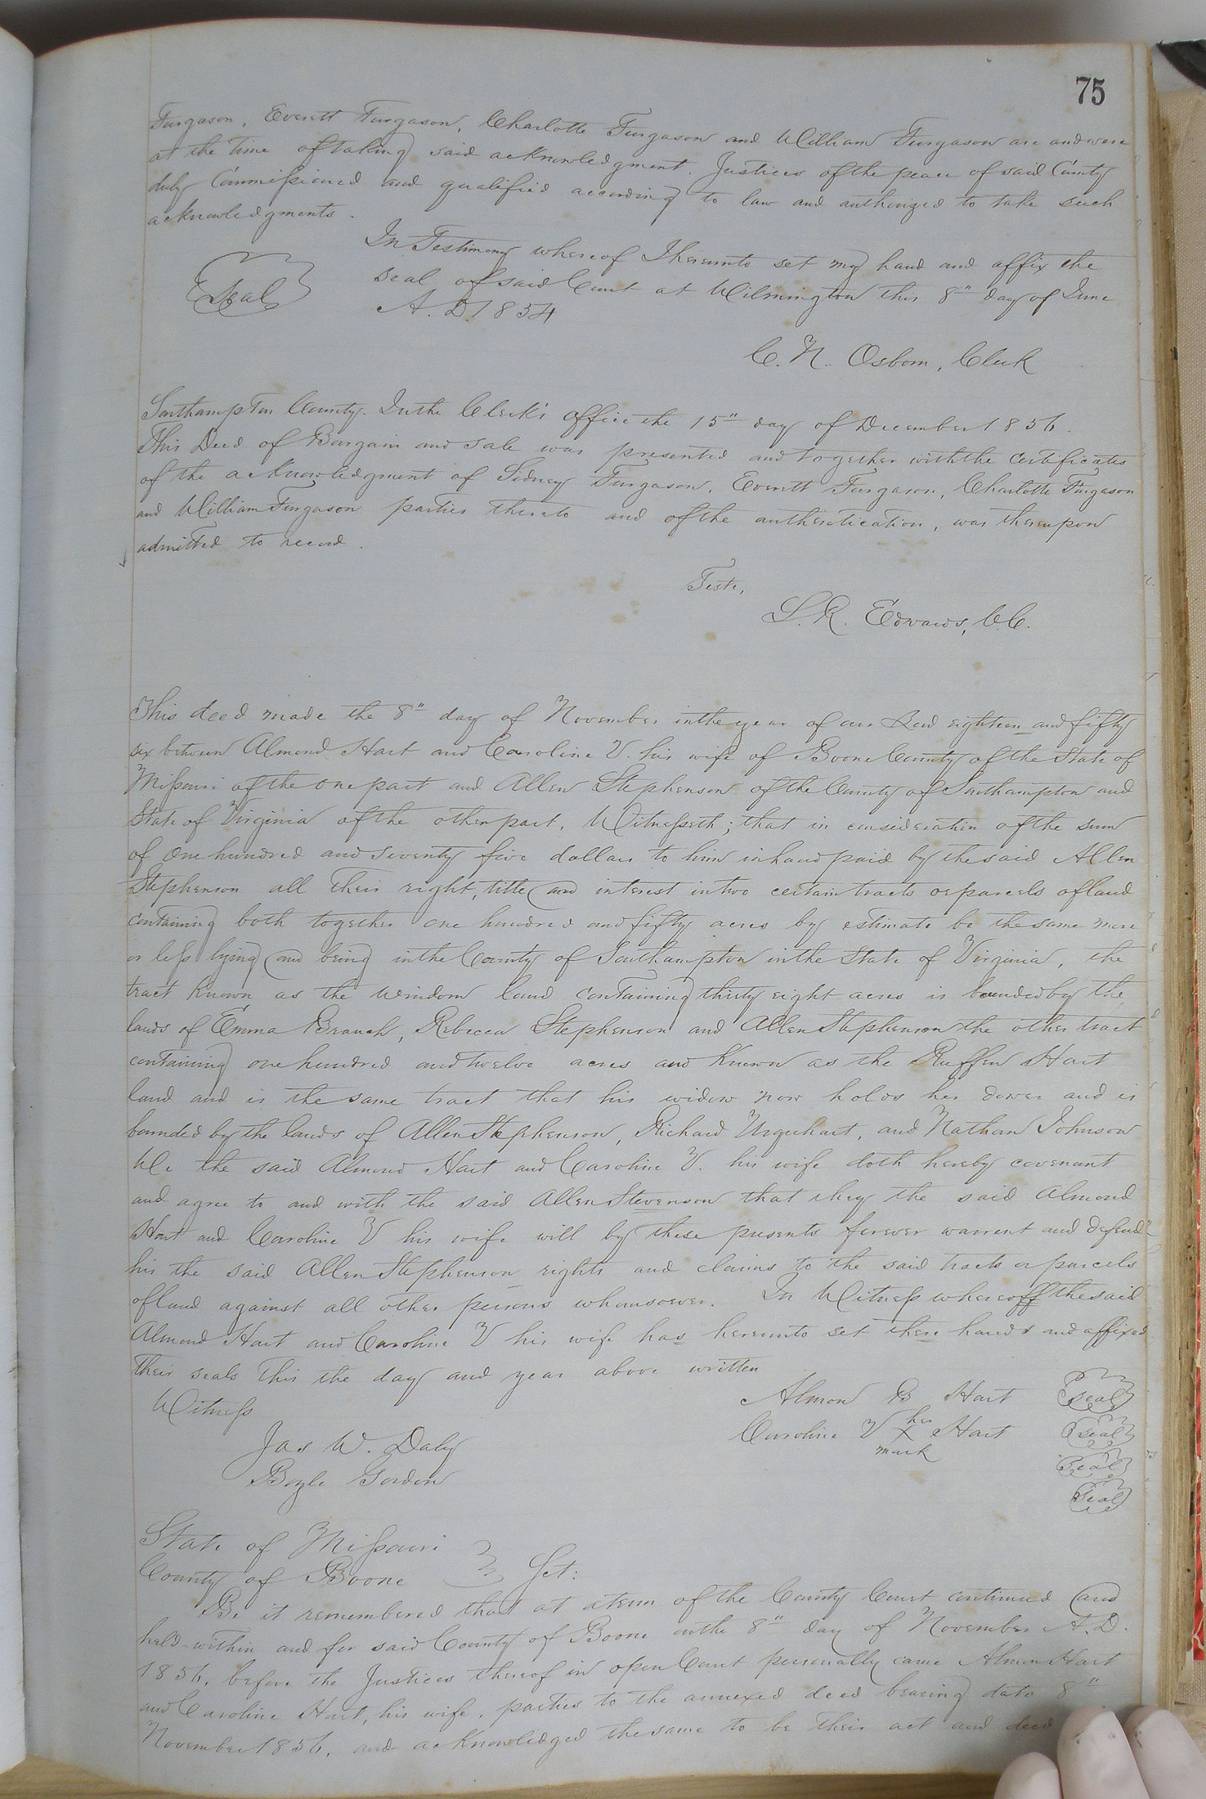 75
Furgason, Everett Furgason, Charlotte Furgason and William Furgason are and were
at the time of taking said acknowledgment. Justices of the peace of said County
duly Commissioned and qualified according to law and authorized to take such
acknowledgments.
In Testimony whereof I hereunto set my hand and affix the
Seal
seal of said Court at Wilmington this 8" day of June
A. D. 1854
C. N. Osborn, Clerk
Southampton County. In the Clerk's office the 15" day of December 1856.
This Deed of Bargain and sale was presented and together with the certificates
of the acknowledgment of Sidney Furgason, Everett Furgason, Charlotte Furgason
and William Furgason parties thereto and of the authentication, was thereupon
admitted to record.
Teste,
L. R. Edwards, C.C.
This deed made the 8" day of November in the year of our Lord eighteen and fifty
six between Almond Hart and Caroline V. his wife of Boone County of the State of
Missouri of the one part and Allen Stephenson of the County of Southampton and
State of Virginia of the other part. Witnesseth; that in consideration of the sum
of One hundred and seventy five dollars to him in hand paid by the said Allen
Stephenson all their right, title and interest in two certain tracts or parcels of land
containing both together one hundred and fifty acres by estimate be the same more
or less lying and being in the County of Southampton in the State of Virginia, the
tract known as the Windom land containing thirty eight acres is bounded by the
lands of Emma Branch, Rebecca Stephenson and Allen Stephenson the other tract
containing one hundred and twelve acres and known as the Ruffin Hart
land and is the same tract that his widow now holds her dower and is
bounded by the lands of Allen Stephenson, Richard Urquhart, and Nathan Johnson
We the said Almond Hart and Caroline V. his wife doth hereby covenant
and agree to and with the said Allen Stevenson that they the said Almond
Hart and Caroline V his wife will by these presents forever warrent and defend
his the said Allen Stephenson rights and claims to the said tracts or parcels
of land against all other persons whomsoever. In Witness whereoff the said
Almond Hart and Caroline V his wife has hereunto set there hands and affixed
their seals this the day and year above written
Witness
Almon B Hart seal
Jas W. Daly
Caroline V her X mark Hart seal
Boyle Gordon
seal
seal
State of Missouri
County of Boone } Sct:
Be it remembered that at a term of the County Court continued and
held within and for said County of Boone on the 8" day of November A.D.
1856, before the Justices thereof in open Court personally came Almon Hart
and Caroline Hart, his wife, parties to the annexed deed bearing date 8"
November 1856, and acknowledged the same to be their act and deed